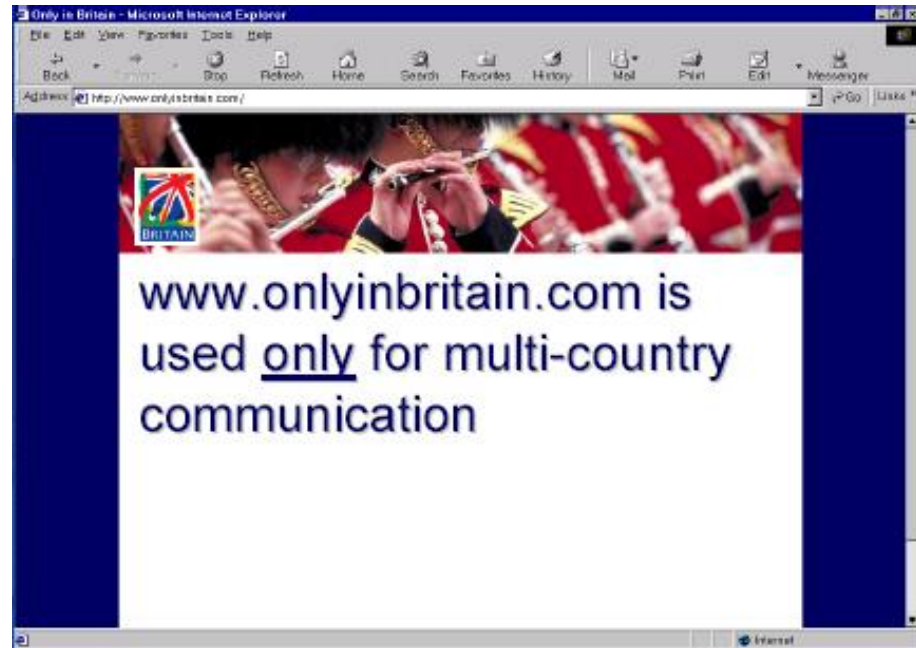 Only in Britain - Microsoft Internet Explorer
File Edit View Favorites Tools Help
Back Stop Refresh Home Search Favorites History Mail Print Edit Messenger
Address http://www.onlyinbritain.com/ Go Links
BRITAIN
www.onlyinbritain.com is
used only for multi-country
communication
Internet